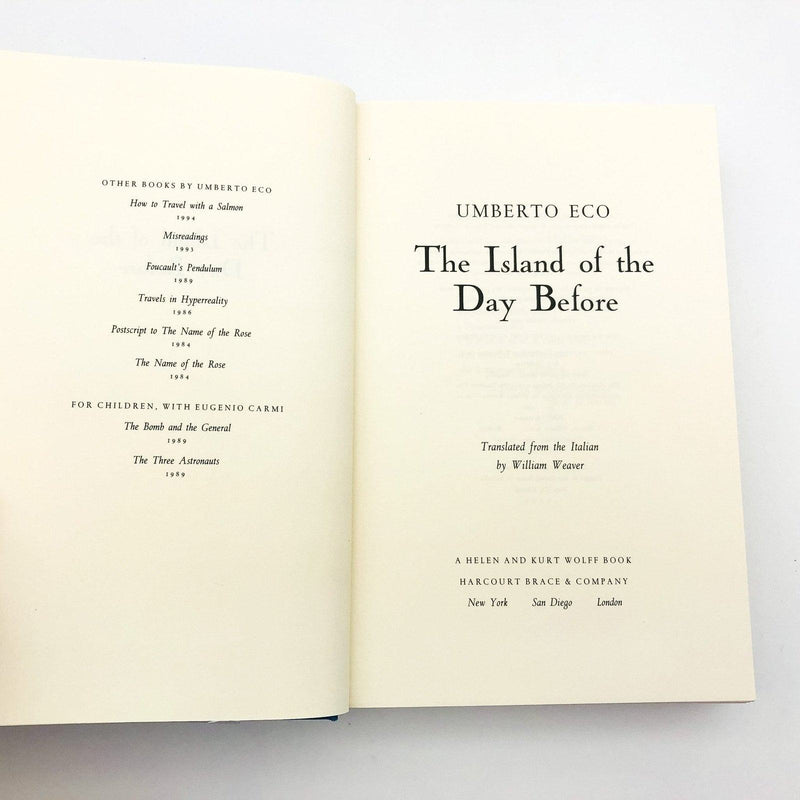 OTHER BOOKS BY UMBERTO ECO
How to Travel with a Salmon
1994
Misreadings
1993
Foucault's Pendulum
1989
Travels in Hyperreality
1986
Postscript to The Name of the Rose
1984
The Name of the Rose
1984
FOR CHILDREN, WITH EUGENIO CARMI
The Bomb and the General
1989
The Three Astronauts
1989
UMBERTO ECO
The Island of the
Day Before
Translated from the Italian
by William Weaver
A HELEN AND KURT WOLFF BOOK
HARCOURT BRACE & COMPANY
New York San Diego London